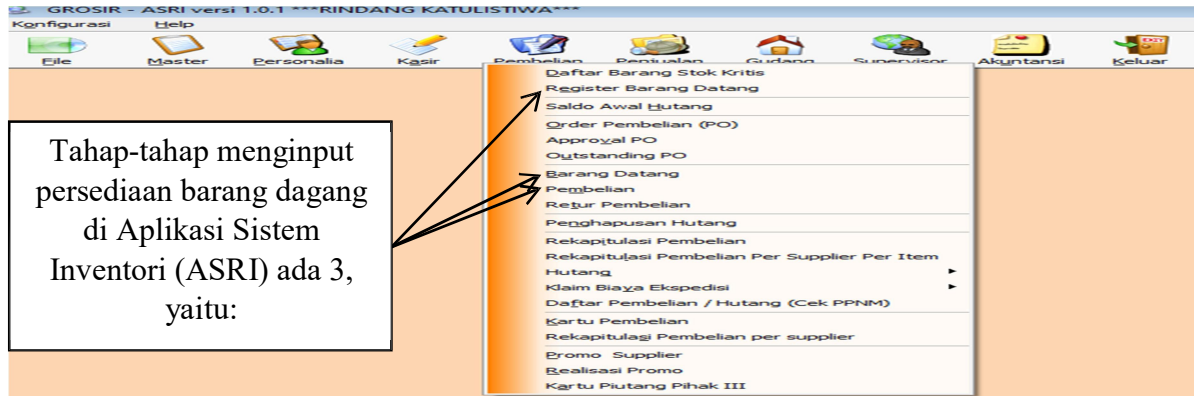 GROSIR - ASRI versi 1.0.1 ***RINDANG KATULISTIWA***
Konfigurasi Help
File Master Personalia Kasir Pembelian Penjualan Gudang Supervisor Akuntansi Keluar
Daftar Barang Stok Kritis
Register Barang Datang
Saldo Awal Hutang
Order Pembelian (PO)
Approval PO
Outstanding PO
Barang Datang
Pembelian
Retur Pembelian
Penghapusan Hutang
Rekapitulasi Pembelian
Rekapitulasi Pembelian Per Supplier Per Item
Hutang
Klaim Biaya Ekspedisi
Daftar Pembelian / Hutang (Cek PPNM)
Kartu Pembelian
Rekapitulasi Pembelian per supplier
Promo Supplier
Realisasi Promo
Kartu Piutang Pihak III
Tahap-tahap menginput
persediaan barang dagang
di Aplikasi Sistem
Inventori (ASRI) ada 3,
yaitu: